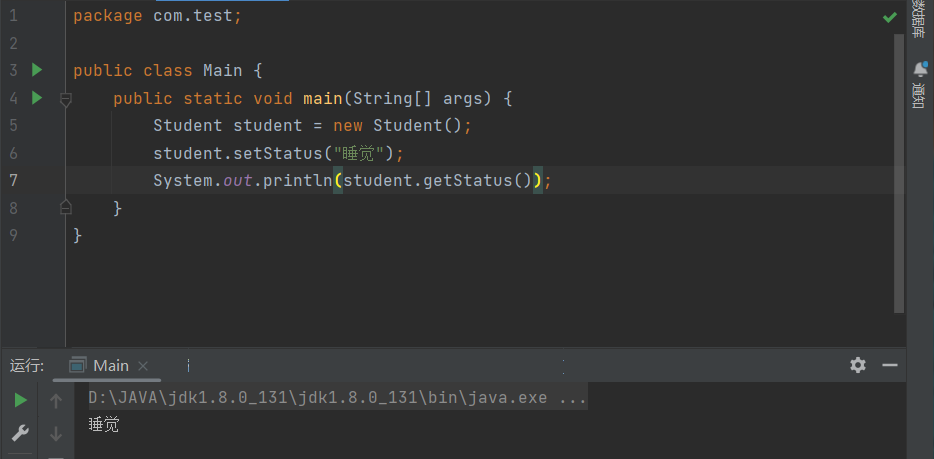 1 package com.test;
2
3 public class Main {
4 public static void main(String[] args) {
5 Student student = new Student();
6 student.setStatus("睡觉");
7 System.out.println(student.getStatus());
8 }
9 }
数据库
通知
运行: Main
D:\JAVA\jdk1.8.0_131\jdk1.8.0_131\bin\java.exe ...
睡觉